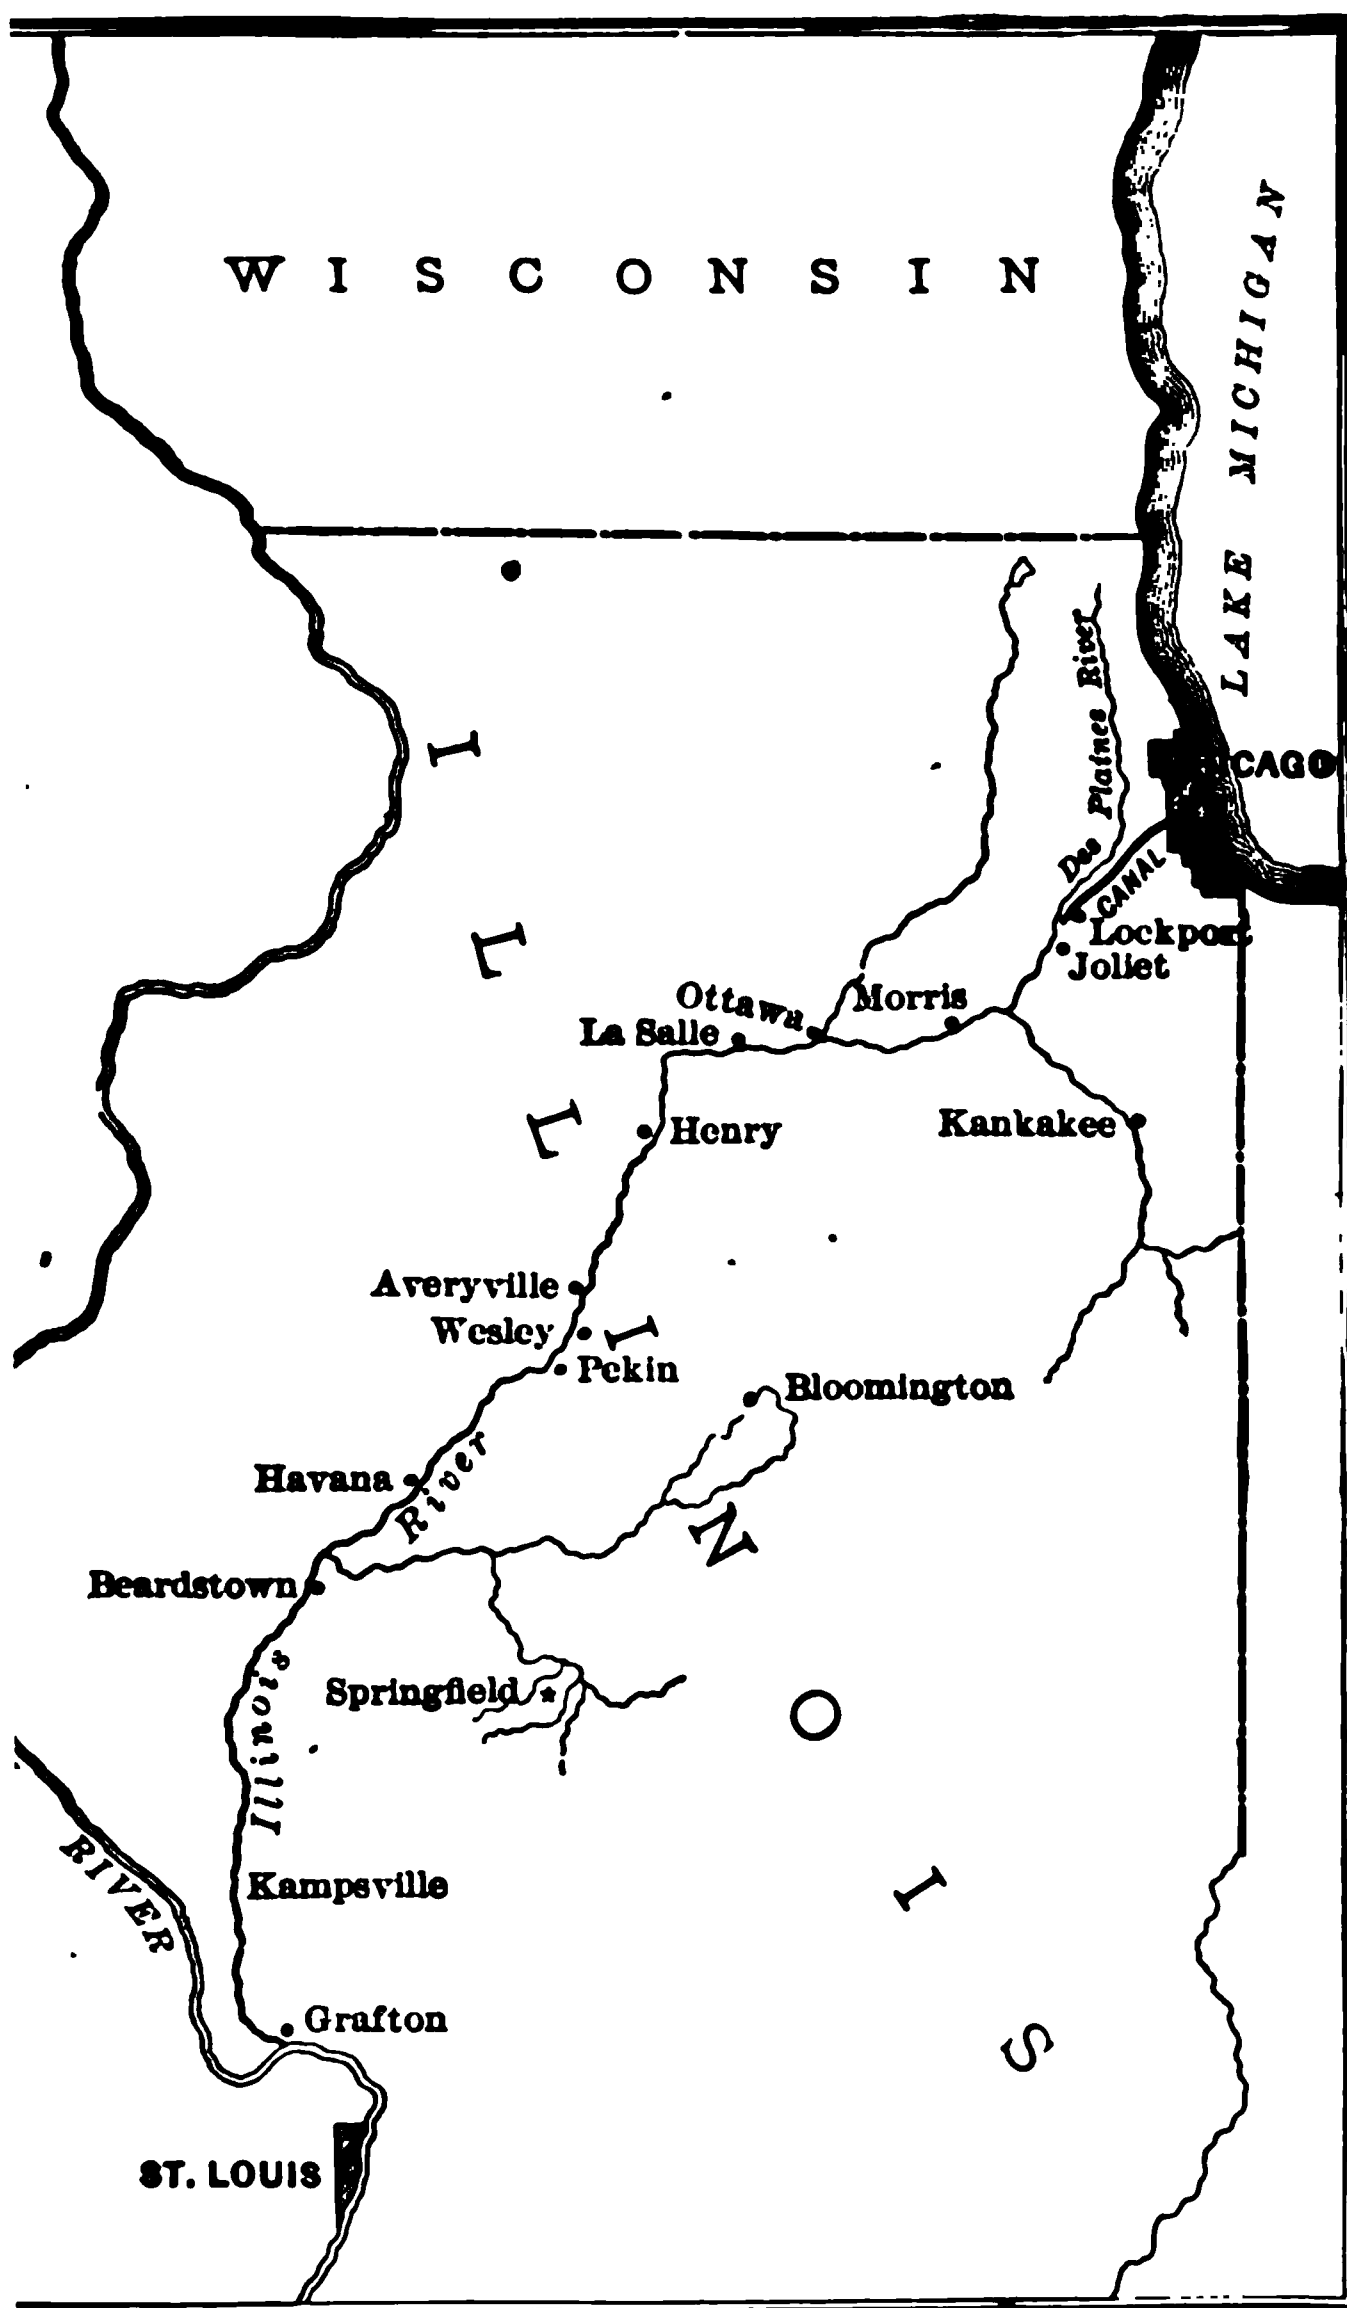 WISCONSIN
LAKE MICHIGAN
Des Plaines River
CAGO
CANAL
Lockport
Joliet
Morris
Ottawa
La Salle
Henry
Kankakee
Averyville
Wesley
Pekin
Bloomington
Havana
Illinois River
Beardstown
Springfield
ILLINOIS
Kampsville
RIVER
Grafton
ST. LOUIS